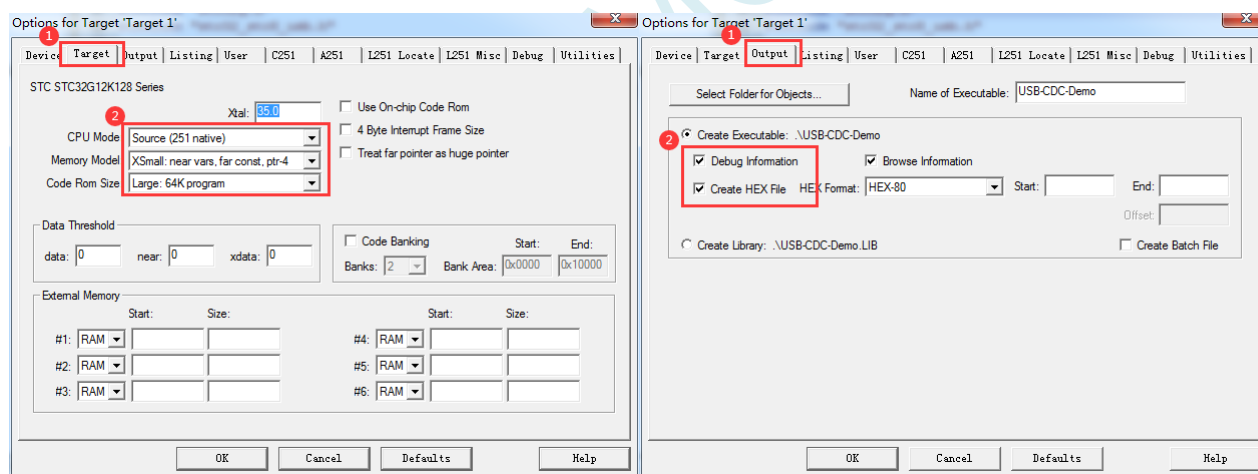 Options for Target 'Target 1'
1
Device Target Output Listing User C251 A251 L251 Locate L251 Misc Debug Utilities
STC STC32G12K128 Series
Xtal: 35.0
Use On-chip Code Rom
2
CPU Mode Source (251 native)
4 Byte Interrupt Frame Size
Memory Model XSmall: near vars, far const, ptr-4
Treat far pointer as huge pointer
Code Rom Size Large: 64K program
Data Threshold
data: 0 near: 0 xdata: 0
Code Banking Start: End:
Banks: 2 Bank Area: 0x0000 0x10000
External Memory
Start: Size: Start: Size:
#1: RAM #4: RAM
#2: RAM #5: RAM
#3: RAM #6: RAM
OK Cancel Defaults Help
Options for Target 'Target 1'
1
Device Target Output Listing User C251 A251 L251 Locate L251 Misc Debug Utilities
Select Folder for Objects... Name of Executable: USB-CDC-Demo
2
Create Executable: .\USB-CDC-Demo
Debug Information Browse Information
Create HEX File HEX Format: HEX-80 Start: End:
Offset:
Create Library: .\USB-CDC-Demo.LIB Create Batch File
OK Cancel Defaults Help